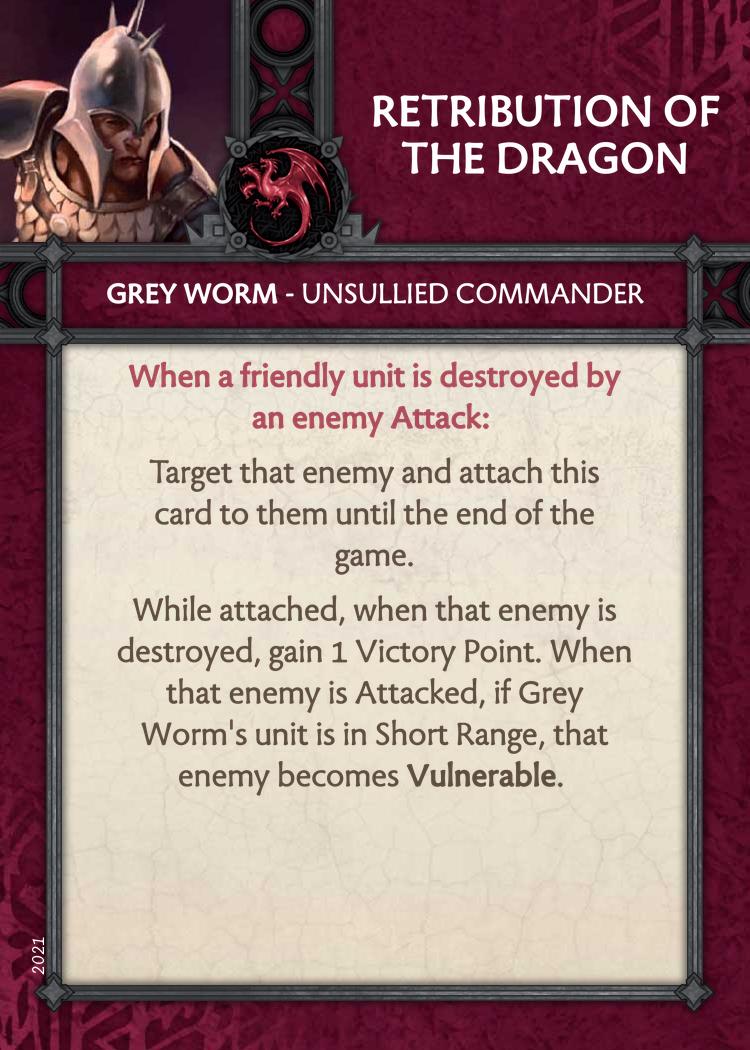 RETRIBUTION OF
THE DRAGON
GREY WORM - UNSULLIED COMMANDER
When a friendly unit is destroyed by
an enemy Attack:
Target that enemy and attach this
card to them until the end of the
game.
While attached, when that enemy is
destroyed, gain 1 Victory Point. When
that enemy is Attacked, if Grey
Worm's unit is in Short Range, that
enemy becomes Vulnerable.
2021